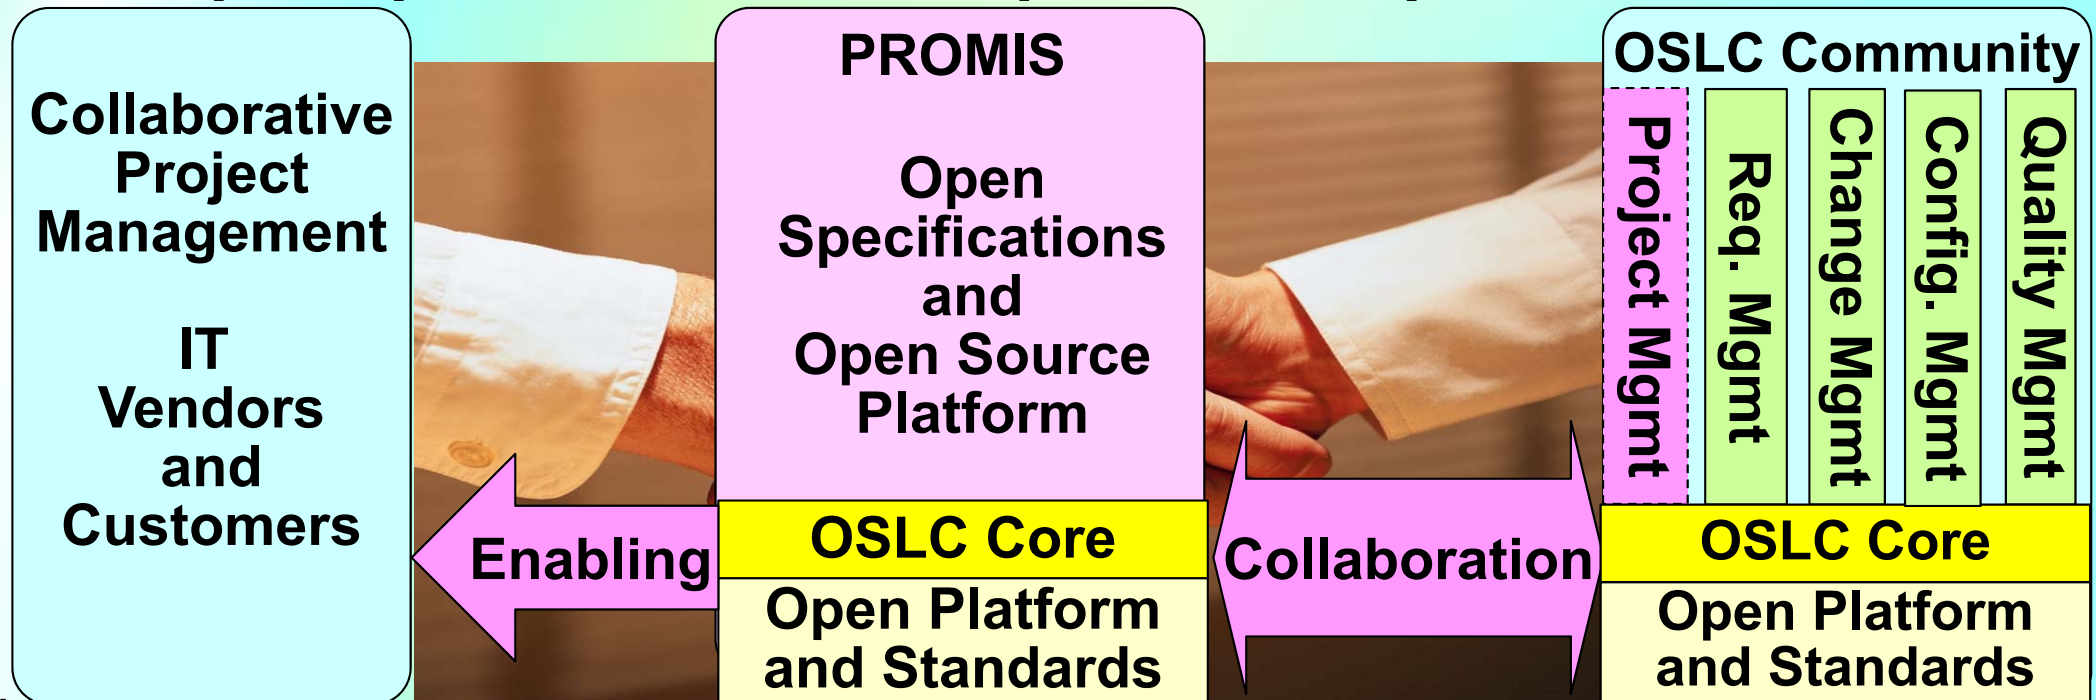 Collaborative
Project
Management
IT
Vendors
and
Customers
Enabling
PROMIS
Open
Specifications
and
Open Source
Platform
OSLC Core
Open Platform
and Standards
Collaboration
OSLC Community
Project Mgmt
Req. Mgmt
Change Mgmt
Config. Mgmt
Quality Mgmt
OSLC Core
Open Platform
and Standards